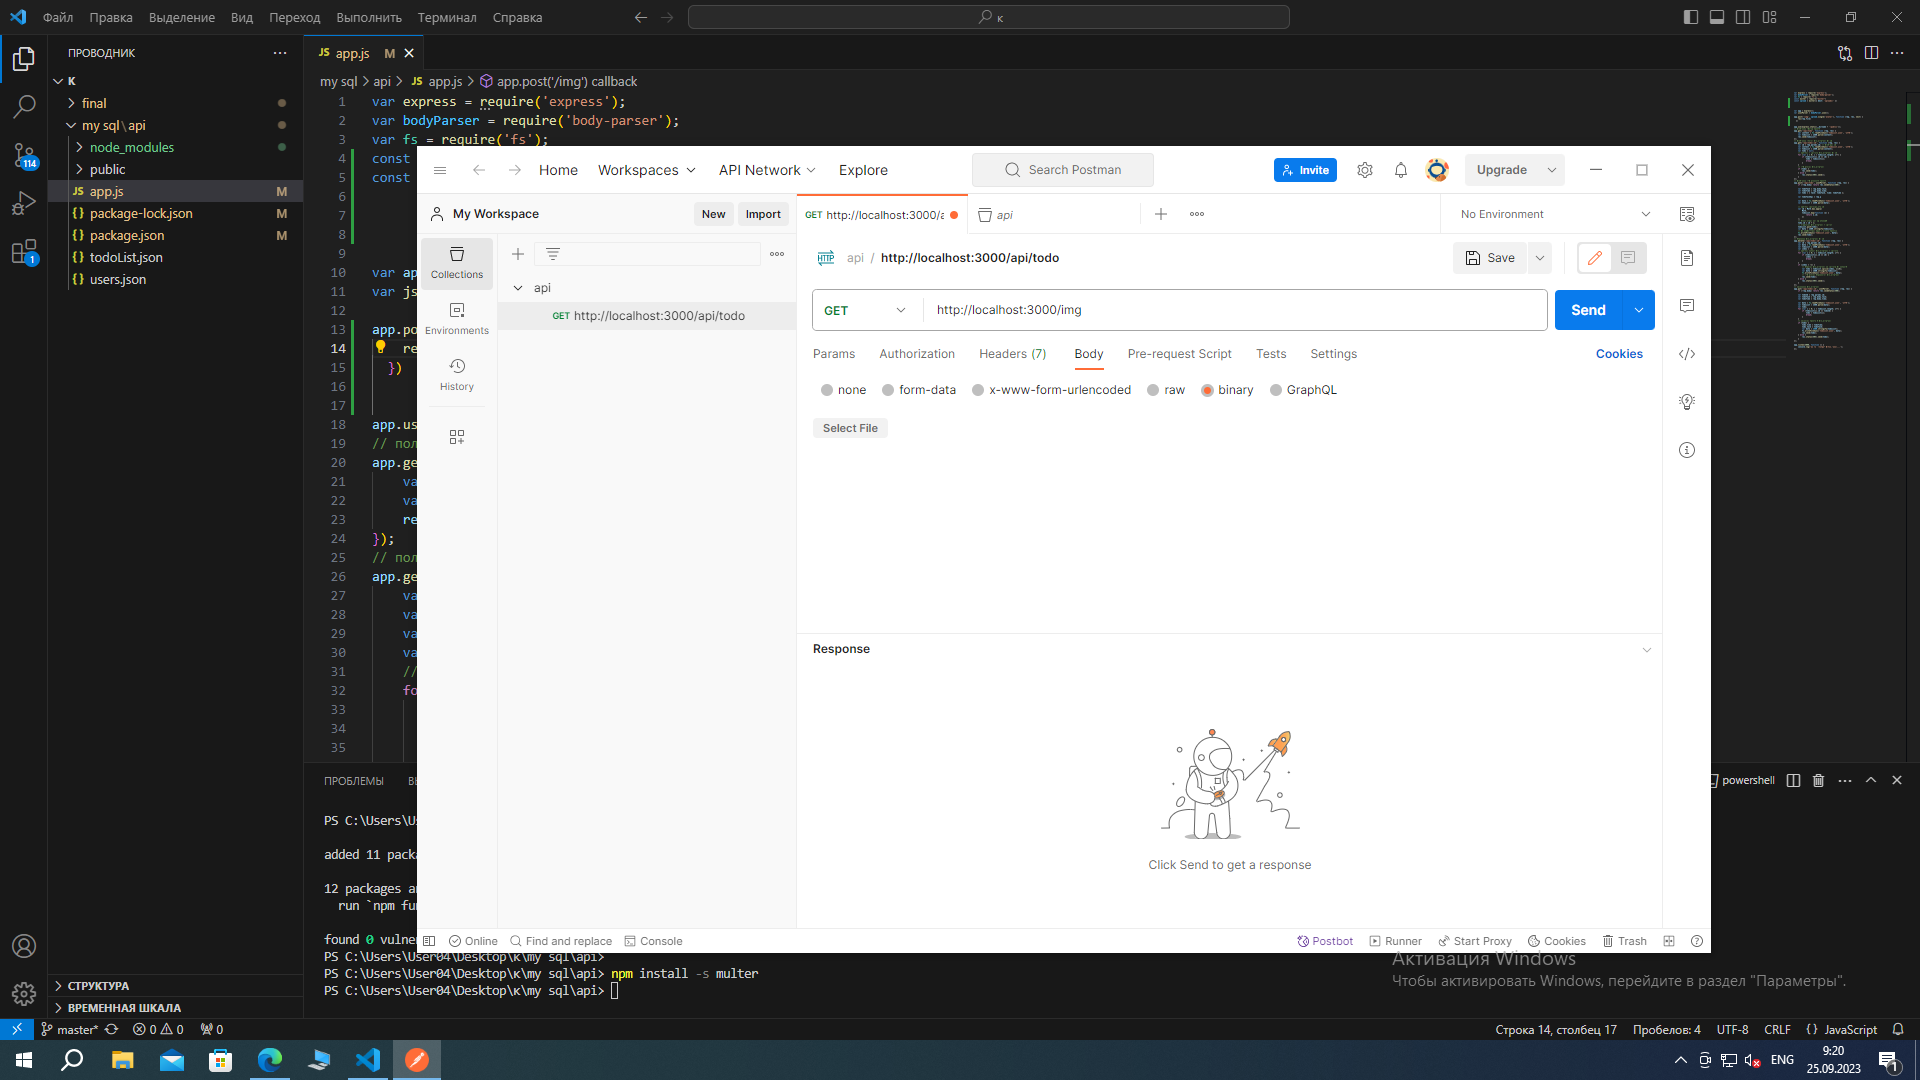 Файл Правка Выделение Вид Переход Выполнить Терминал Справка
к
ПРОВОДНИК
К
final
my sql\api
node_modules
public
JS app.js M
{} package-lock.json M
{} package.json M
{} todoList.json
{} users.json
СТРУКТУРА
ВРЕМЕННАЯ ШКАЛА
114
1
JS app.js M
my sql > api > JS app.js > app.post('/img') callback
1 var express = require('express');
2 var bodyParser = require('body-parser');
3 var fs = require('fs');
4 const
5 const
6
7
8
9
10 var ap
11 var js
12
13 app.po
14 re
15 })
16
17
18 app.us
19 // пол
20 app.ge
21 va
22 va
23 re
24 });
25 // пол
26 app.ge
27 va
28 va
29 va
30 va
31 //
32 fo
33
34
35
Home Workspaces API Network Explore
Search Postman
Invite
Upgrade
My Workspace
New Import
GET http://localhost:3000/a
api
No Environment
Collections
Environments
History
api
GET http://localhost:3000/api/todo
HTTP api / http://localhost:3000/api/todo
Save
GET http://localhost:3000/img
Send
Params Authorization Headers (7) Body Pre-request Script Tests Settings
Cookies
none form-data x-www-form-urlencoded raw binary GraphQL
Select File
Response
Click Send to get a response
Online Find and replace Console
Postbot Runner Start Proxy Cookies Trash
ПРОБЛЕМЫ
powershell
PS C:\Users\Us
added 11 packa
12 packages a
run `npm fun
found 0 vulner
PS C:\Users\User04\Desktop\к\my sql\api>
PS C:\Users\User04\Desktop\к\my sql\api> npm install -s multer
PS C:\Users\User04\Desktop\к\my sql\api>
Активация Windows
Чтобы активировать Windows, перейдите в раздел "Параметры".
master* 0 0 0
Строка 14, столбец 17 Пробелов: 4 UTF-8 CRLF {} JavaScript
ENG
9:20
25.09.2023
1